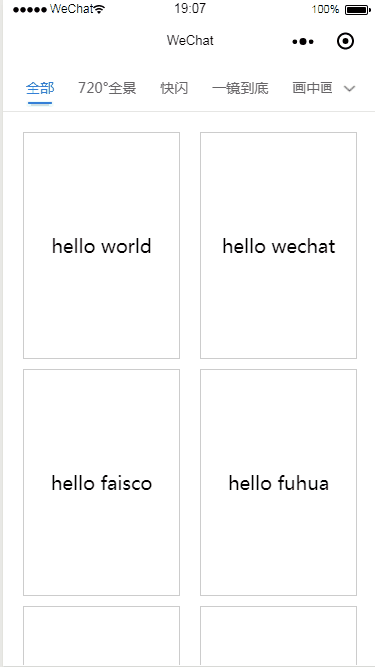 WeChat 19:07 100%
WeChat
全部 720°全景 快闪 一镜到底 画中画
hello world hello wechat
hello faisco hello fuhua